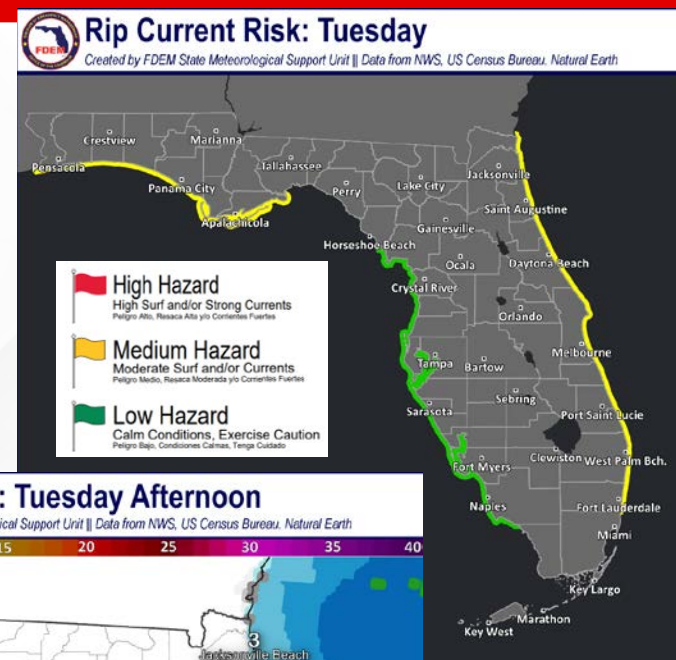 FDEM
Rip Current Risk: Tuesday
Created by FDEM State Meteorological Support Unit || Data from NWS, US Census Bureau. Natural Earth
Crestview
Marianna
Pensacola
Tallahassee
Panama City
Apalachicola
Perry
Lake City
Jacksonville
Saint Augustine
Gainesville
Horseshoe Beach
Ocala
Daytona Beach
Crystal River
Orlando
Melbourne
Tampa
Bartow
Sebring
Sarasota
Port Saint Lucie
Fort Myers
Clewiston
West Palm Bch.
Naples
Fort Lauderdale
Miami
Key Largo
Marathon
Key West
High Hazard
High Surf and/or Strong Currents
Peligro Alto, Resaca Alta y/o Corrientes Fuertes
Medium Hazard
Moderate Surf and/or Currents
Peligro Medio, Resaca Moderada y/o Corrientes Fuertes
Low Hazard
Calm Conditions, Exercise Caution
Peligro Bajo, Condiciones Calmas, Tenga Cuidado
: Tuesday Afternoon
ical Support Unit || Data from NWS, US Census Bureau. Natural Earth
15 20 25 30 35 40
3
Jacksonville Beach